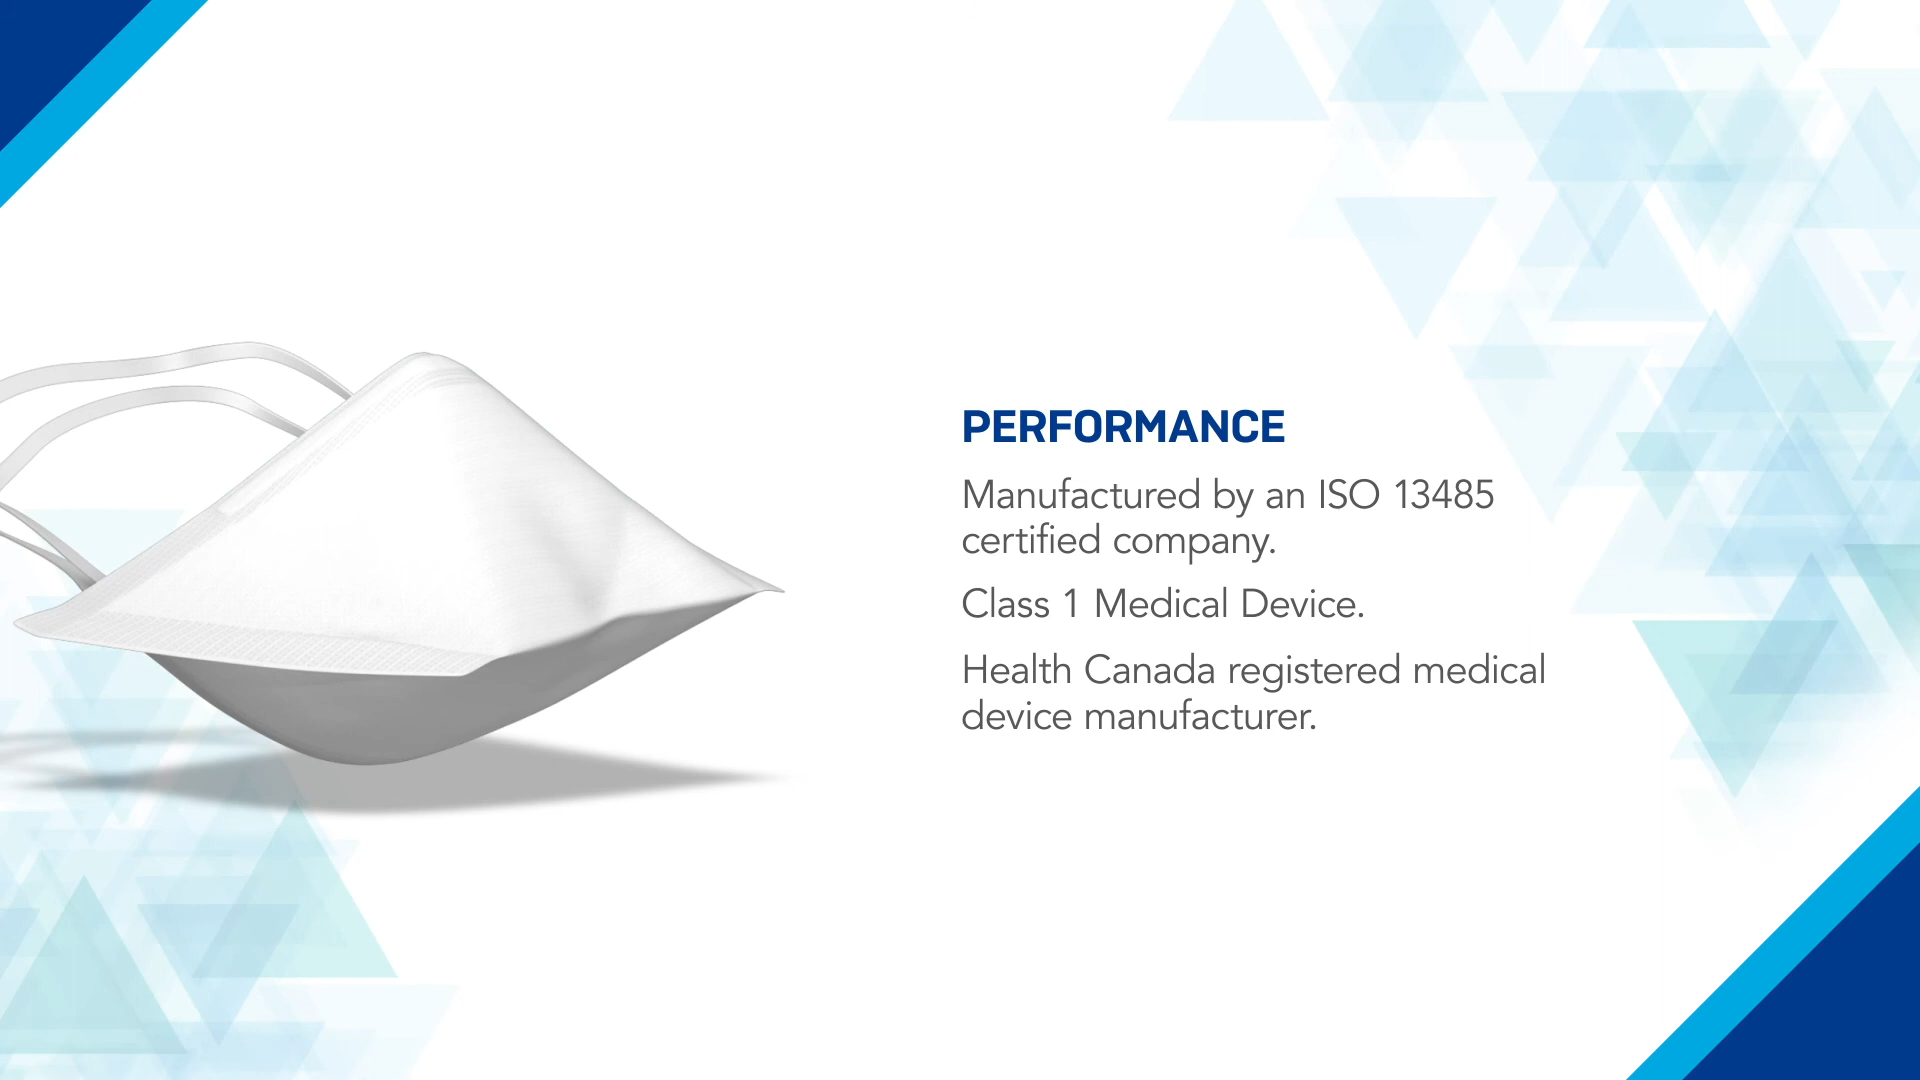 PERFORMANCE
Manufactured by an ISO 13485
certified company.
Class 1 Medical Device.
Health Canada registered medical
device manufacturer.